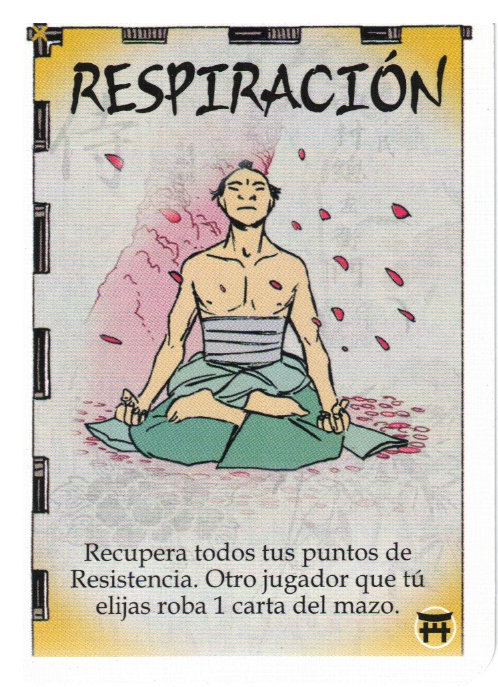 RESPIRACIÓN
Recupera todos tus puntos de
Resistencia. Otro jugador que tú
elijas roba 1 carta del mazo.